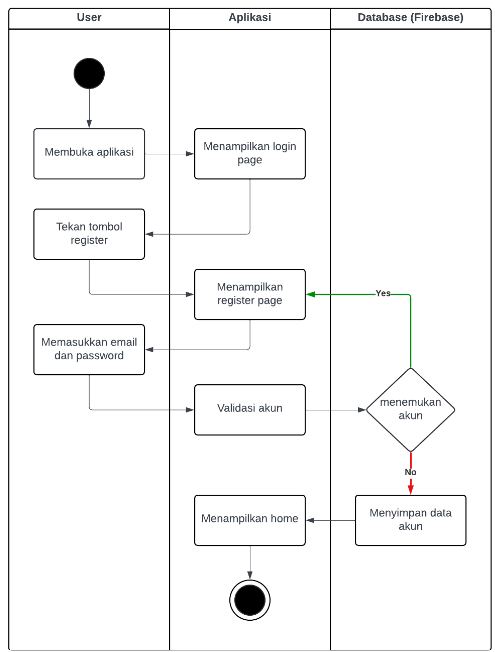 User
Aplikasi
Database (Firebase)
Membuka aplikasi
Menampilkan login
page
Tekan tombol
register
Menampilkan
register page
Yes
Memasukkan email
dan password
Validasi akun
menemukan
akun
No
Menampilkan home
Menyimpan data
akun